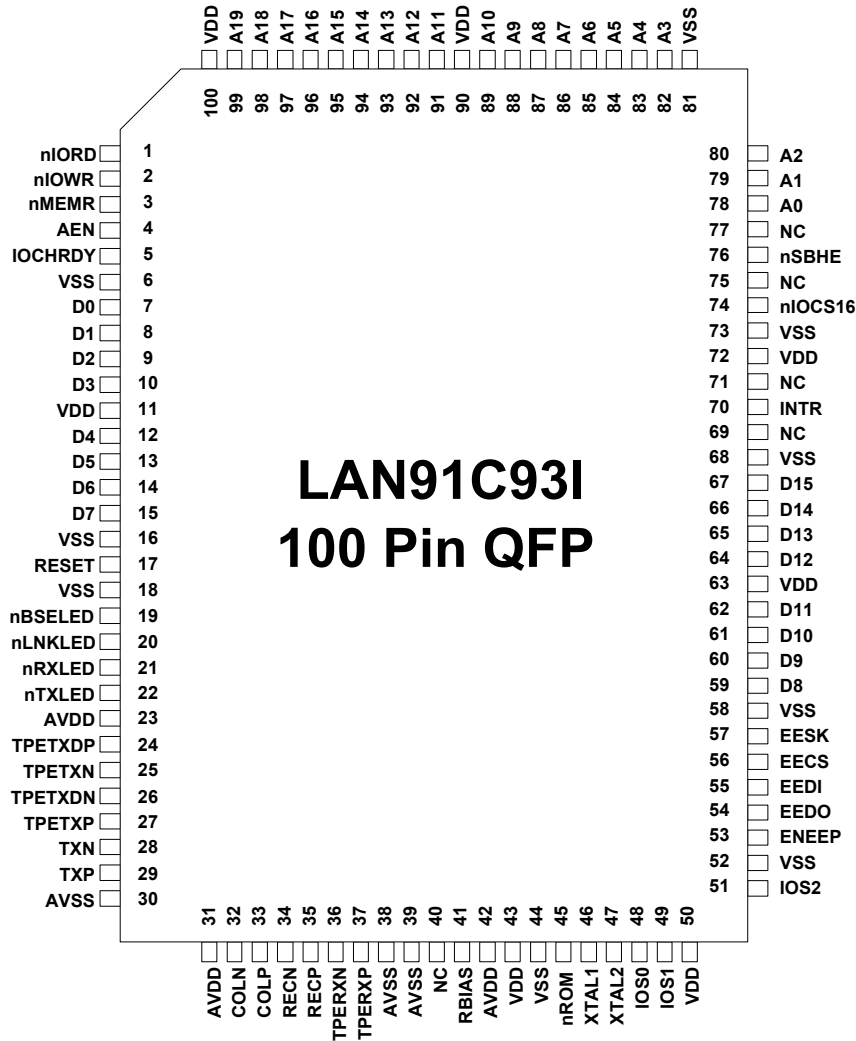 VDD A19 A18 A17 A16 A15 A14 A13 A12 A11 VDD A10 A9 A8 A7 A6 A5 A4 A3 VSS
100 99 98 97 96 95 94 93 92 91 90 89 88 87 86 85 84 83 82 81
nIORD 1
nIOWR 2
nMEMR 3
AEN 4
IOCHRDY 5
VSS 6
D0 7
D1 8
D2 9
D3 10
VDD 11
D4 12
D5 13
D6 14
D7 15
VSS 16
RESET 17
VSS 18
nBSELED 19
nLNKLED 20
nRXLED 21
nTXLED 22
AVDD 23
TPETXDP 24
TPETXN 25
TPETXDN 26
TPETXP 27
TXN 28
TXP 29
AVSS 30
LAN91C93I
100 Pin QFP
80 A2
79 A1
78 A0
77 NC
76 nSBHE
75 NC
74 nIOCS16
73 VSS
72 VDD
71 NC
70 INTR
69 NC
68 VSS
67 D15
66 D14
65 D13
64 D12
63 VDD
62 D11
61 D10
60 D9
59 D8
58 VSS
57 EESK
56 EECS
55 EEDI
54 EEDO
53 ENEEP
52 VSS
51 IOS2
31 32 33 34 35 36 37 38 39 40 41 42 43 44 45 46 47 48 49 50
AVDD COLN COLP RECN RECP TPERXN TPERXP AVSS AVSS NC RBIAS AVDD VDD VSS nROM XTAL1 XTAL2 IOS0 IOS1 VDD